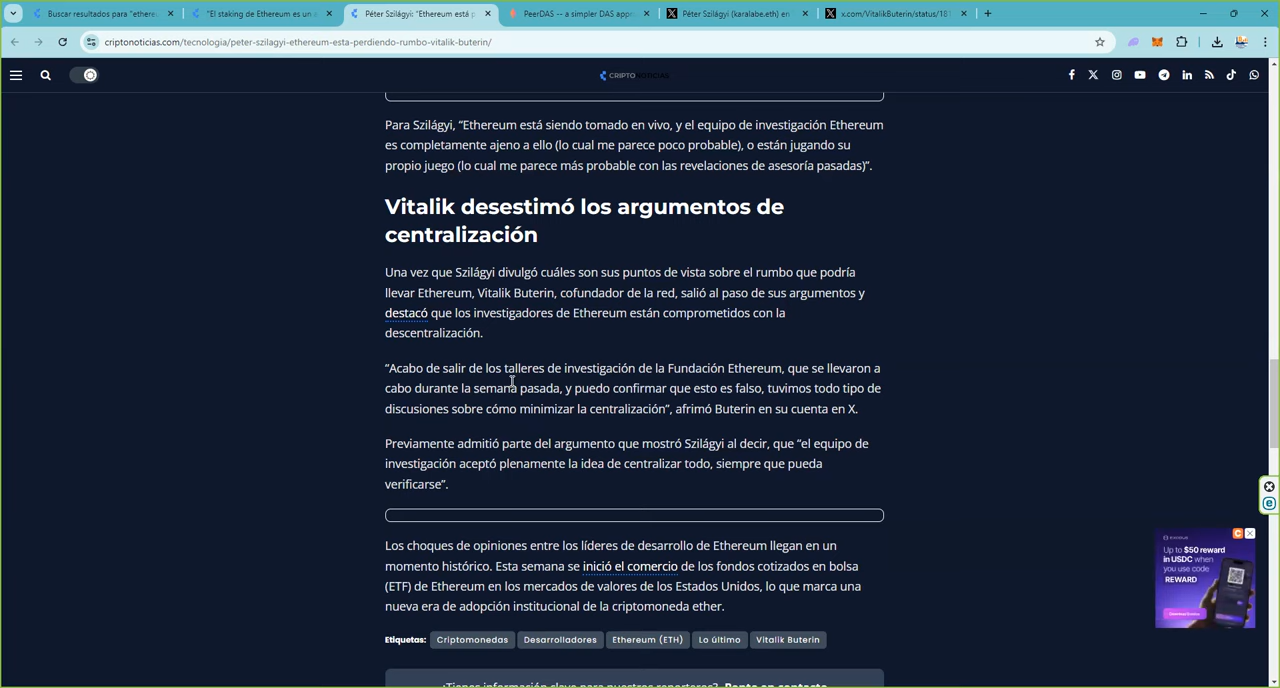 Buscar resultados para "ethere
"El staking de Ethereum es un
Péter Szilágyi: "Ethereum está p
PeerDAS -- a simpler DAS appr
Péter Szilágyi (karalabe.eth) en
x.com/VitalikButerin/status/181
criptonoticias.com/tecnologia/peter-szilagyi-ethereum-esta-perdiendo-rumbo-vitalik-buterin/
CRIPTONOTICIAS
Para Szilágyi, “Ethereum está siendo tomado en vivo, y el equipo de investigación Ethereum
es completamente ajeno a ello (lo cual me parece poco probable), o están jugando su
propio juego (lo cual me parece más probable con las revelaciones de asesoría pasadas)”.
Vitalik desestimó los argumentos de
centralización
Una vez que Szilágyi divulgó cuáles son sus puntos de vista sobre el rumbo que podría
llevar Ethereum, Vitalik Buterin, cofundador de la red, salió al paso de sus argumentos y
destacó que los investigadores de Ethereum están comprometidos con la
descentralización.
“Acabo de salir de los talleres de investigación de la Fundación Ethereum, que se llevaron a
cabo durante la semana pasada, y puedo confirmar que esto es falso, tuvimos todo tipo de
discusiones sobre cómo minimizar la centralización”, afirmó Buterin en su cuenta en X.
Previamente admitió parte del argumento que mostró Szilágyi al decir, que “el equipo de
investigación aceptó plenamente la idea de centralizar todo, siempre que pueda
verificarse”.
Los choques de opiniones entre los líderes de desarrollo de Ethereum llegan en un
momento histórico. Esta semana se inició el comercio de los fondos cotizados en bolsa
(ETF) de Ethereum en los mercados de valores de los Estados Unidos, lo que marca una
nueva era de adopción institucional de la criptomoneda ether.
Etiquetas: Criptomonedas Desarrolladores Ethereum (ETH) Lo último Vitalik Buterin
¿Tienes información clave para nuestros reporteros? Ponte en contacto
Up to $50 reward
in USDC when
you use code
REWARD